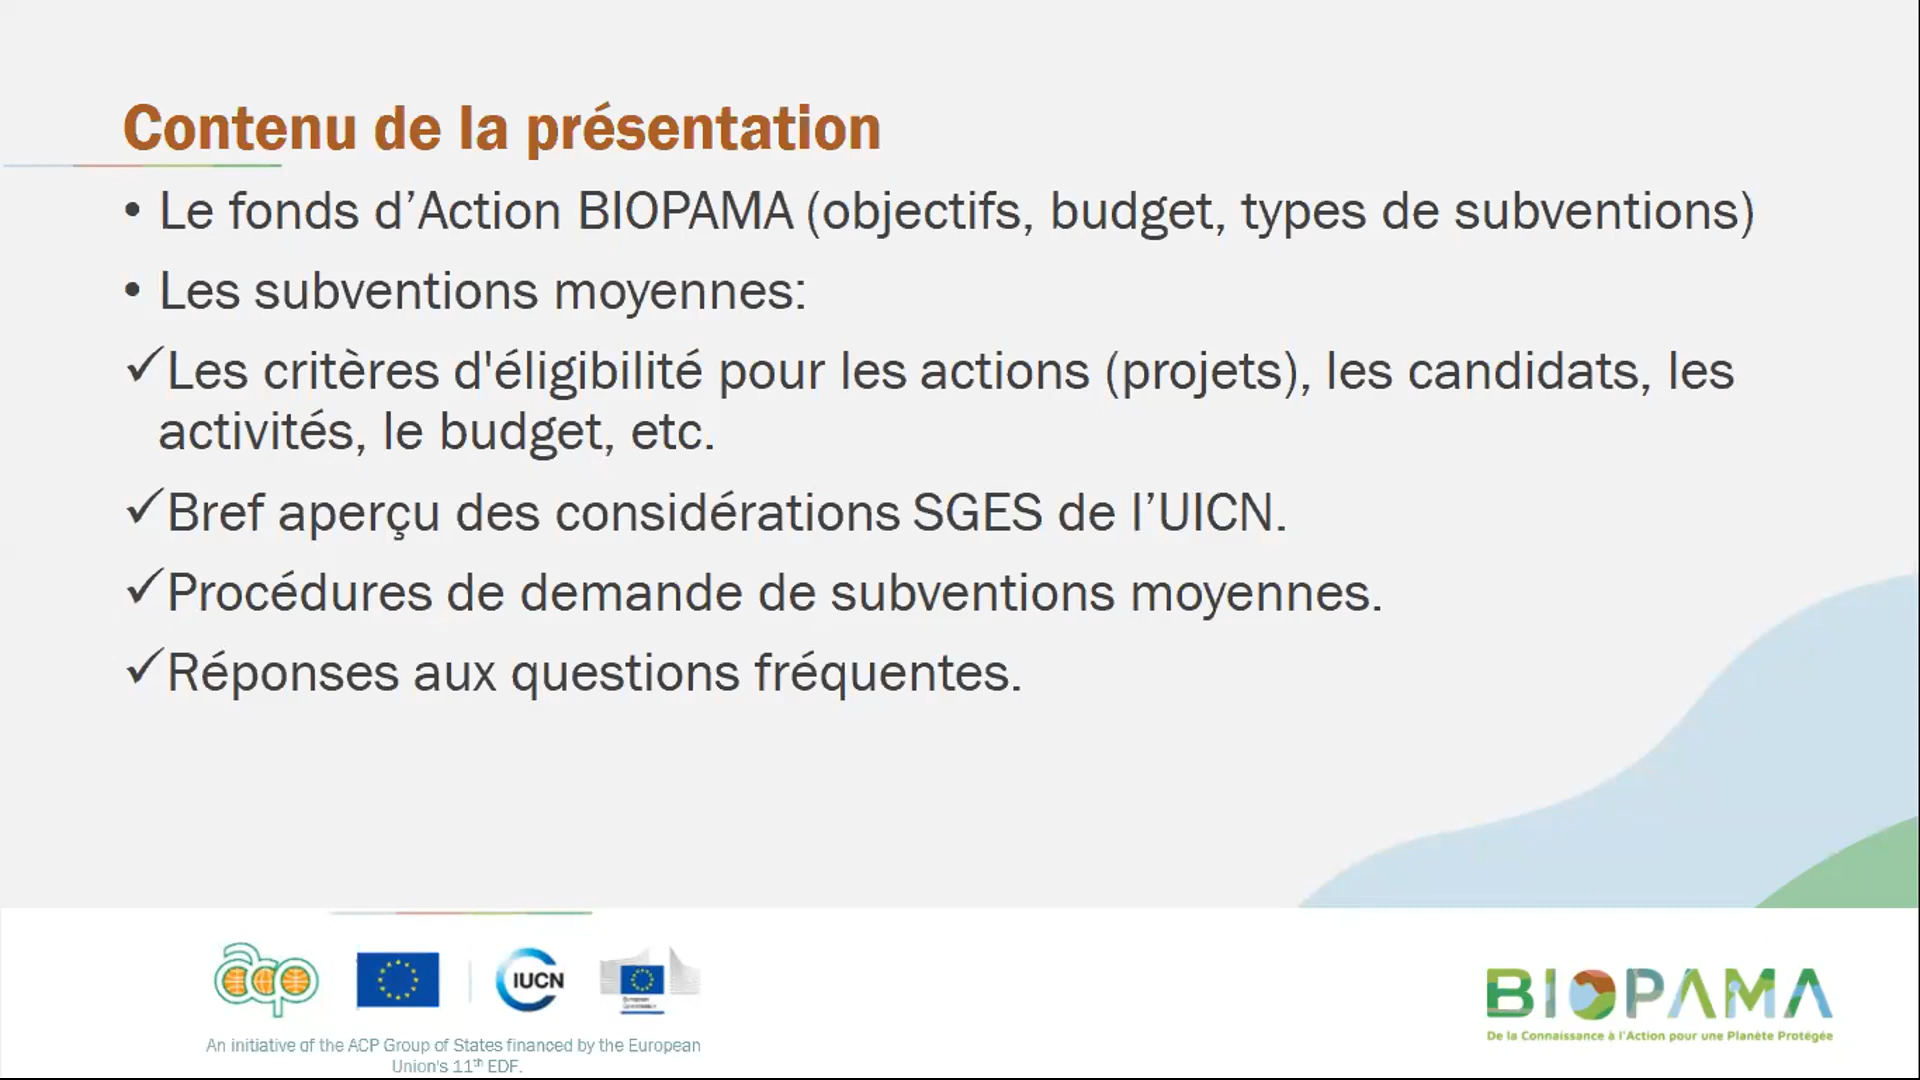 Contenu de la présentation
• Le fonds d’Action BIOPAMA (objectifs, budget, types de subventions)
• Les subventions moyennes:
✓Les critères d'éligibilité pour les actions (projets), les candidats, les
activités, le budget, etc.
✓Bref aperçu des considérations SGES de l’UICN.
✓Procédures de demande de subventions moyennes.
✓Réponses aux questions fréquentes.
acp
IUCN
European
Commission
An initiative of the ACP Group of States financed by the European
Union's 11th EDF.
BIOPAMA
De la Connaissance à l'Action pour une Planète Protégée